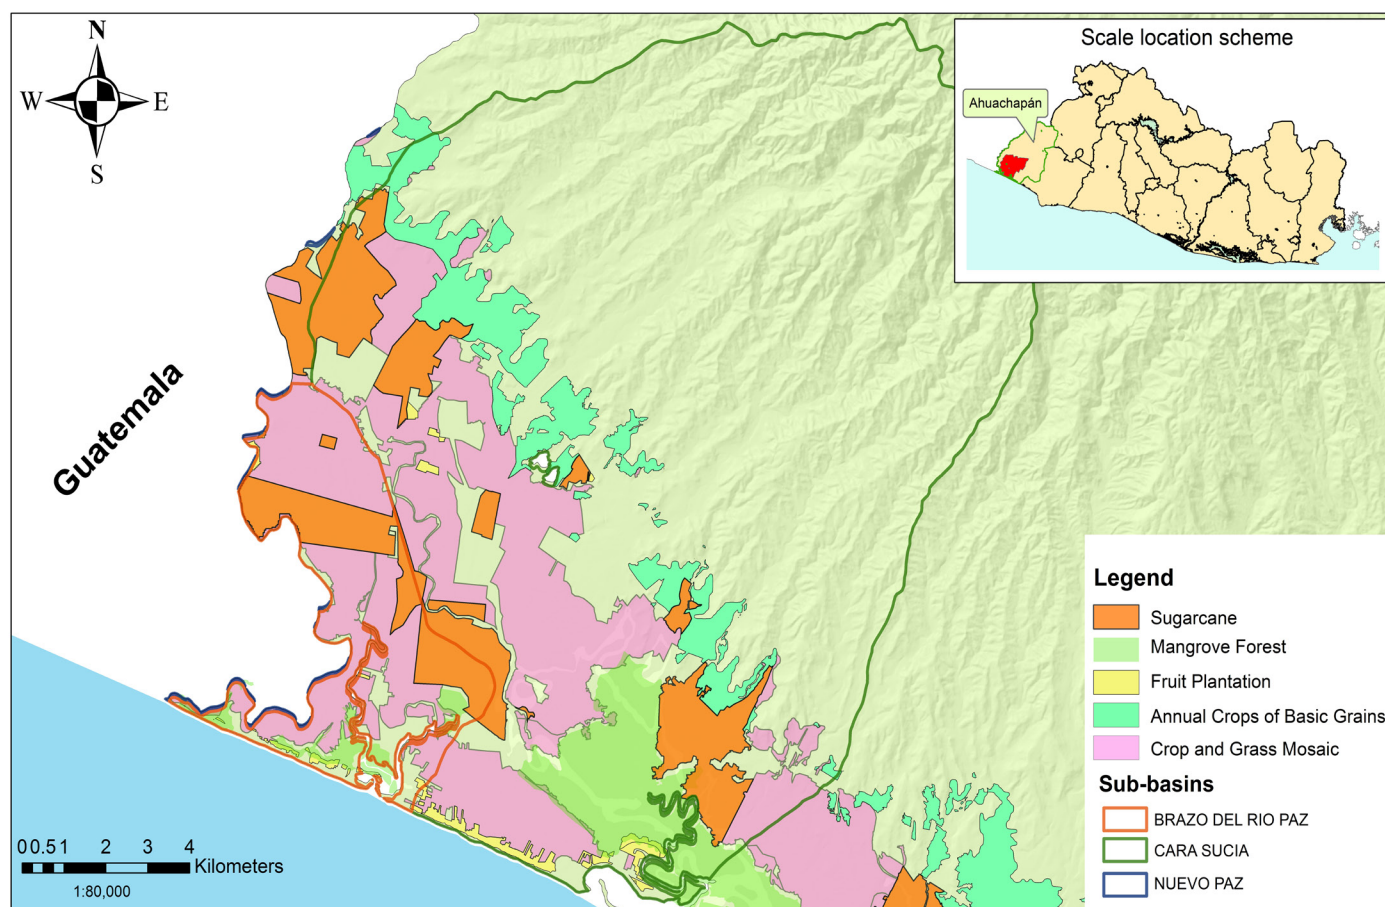 N
W
E
S
Scale location scheme
Ahuachapán
Guatemala
Legend
Sugarcane
Mangrove Forest
Fruit Plantation
Annual Crops of Basic Grains
Crop and Grass Mosaic
Sub-basins
BRAZO DEL RIO PAZ
CARA SUCIA
NUEVO PAZ
0 0.5 1 2 3 4
Kilometers
1:80,000